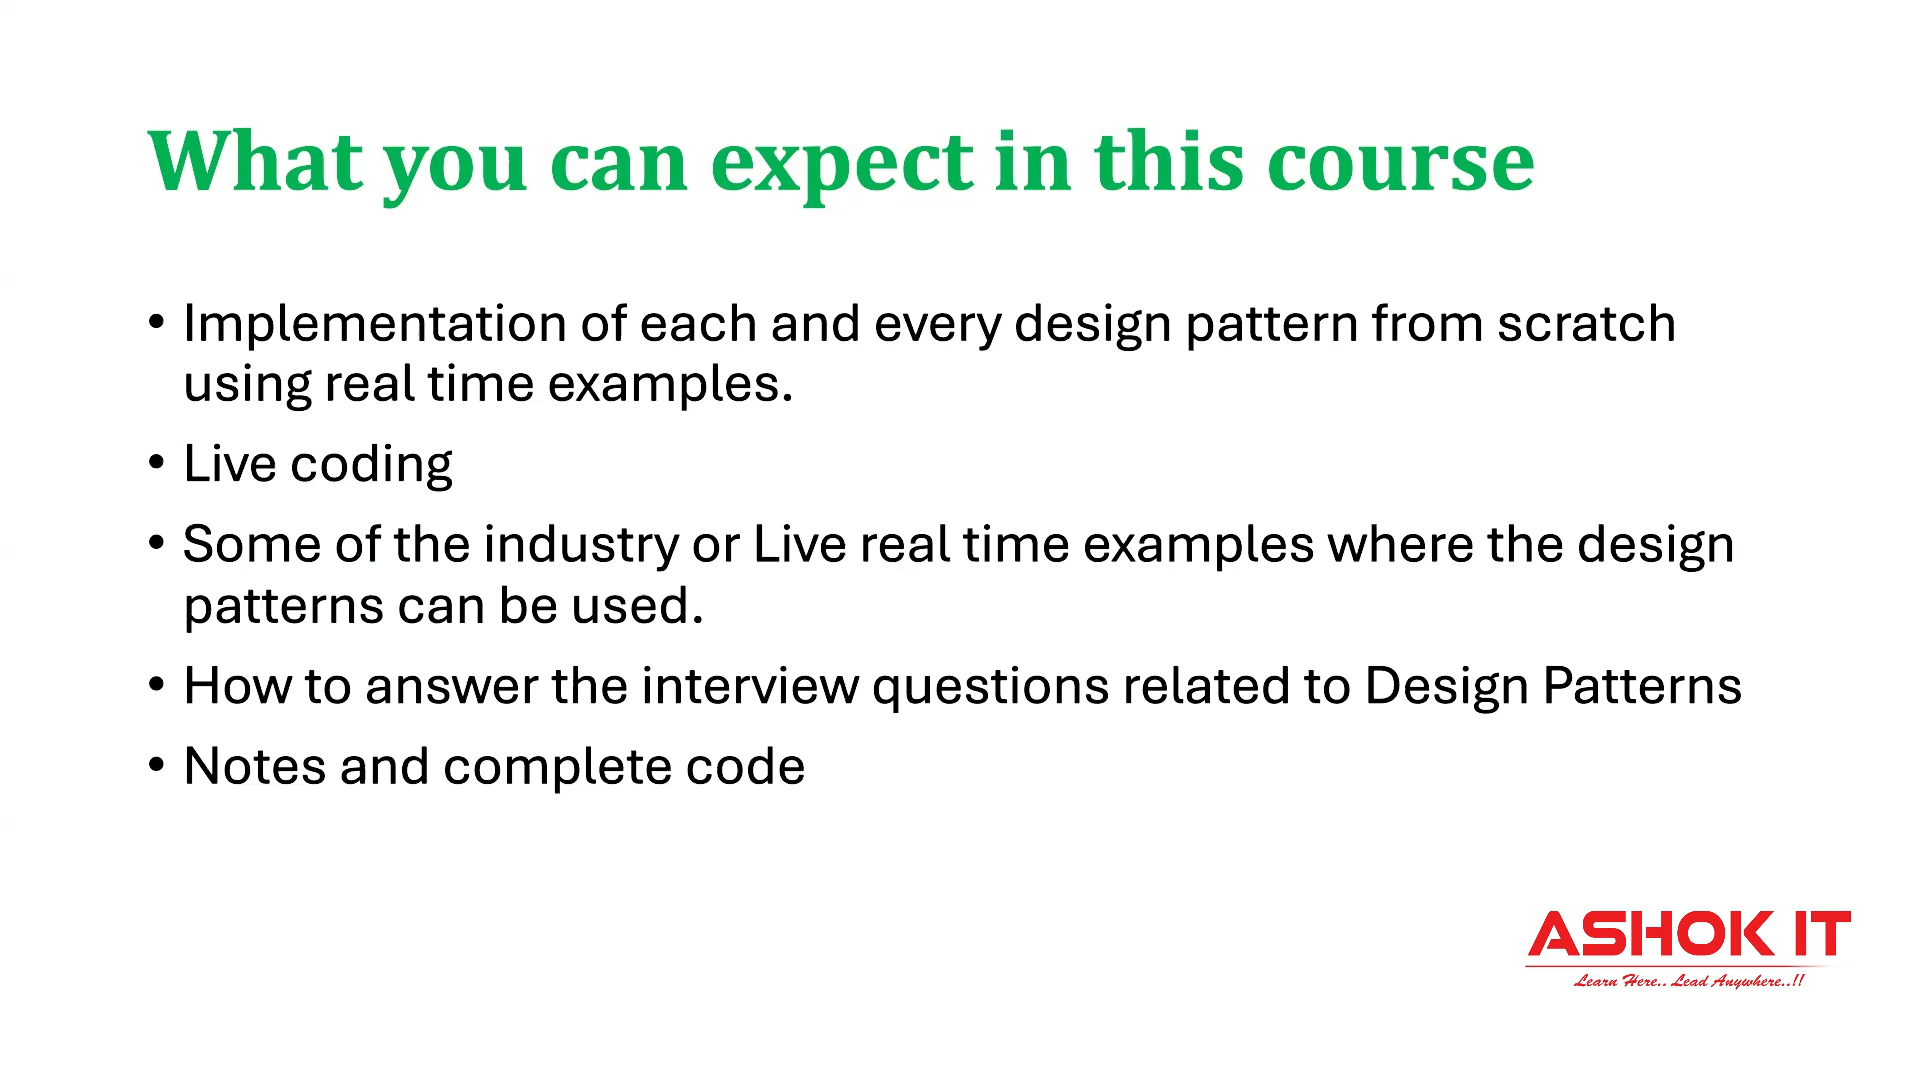 What you can expect in this course
• Implementation of each and every design pattern from scratch
using real time examples.
• Live coding
• Some of the industry or Live real time examples where the design
patterns can be used.
• How to answer the interview questions related to Design Patterns
• Notes and complete code
ASHOK IT
Learn Here.. Lead Anywhere..!!